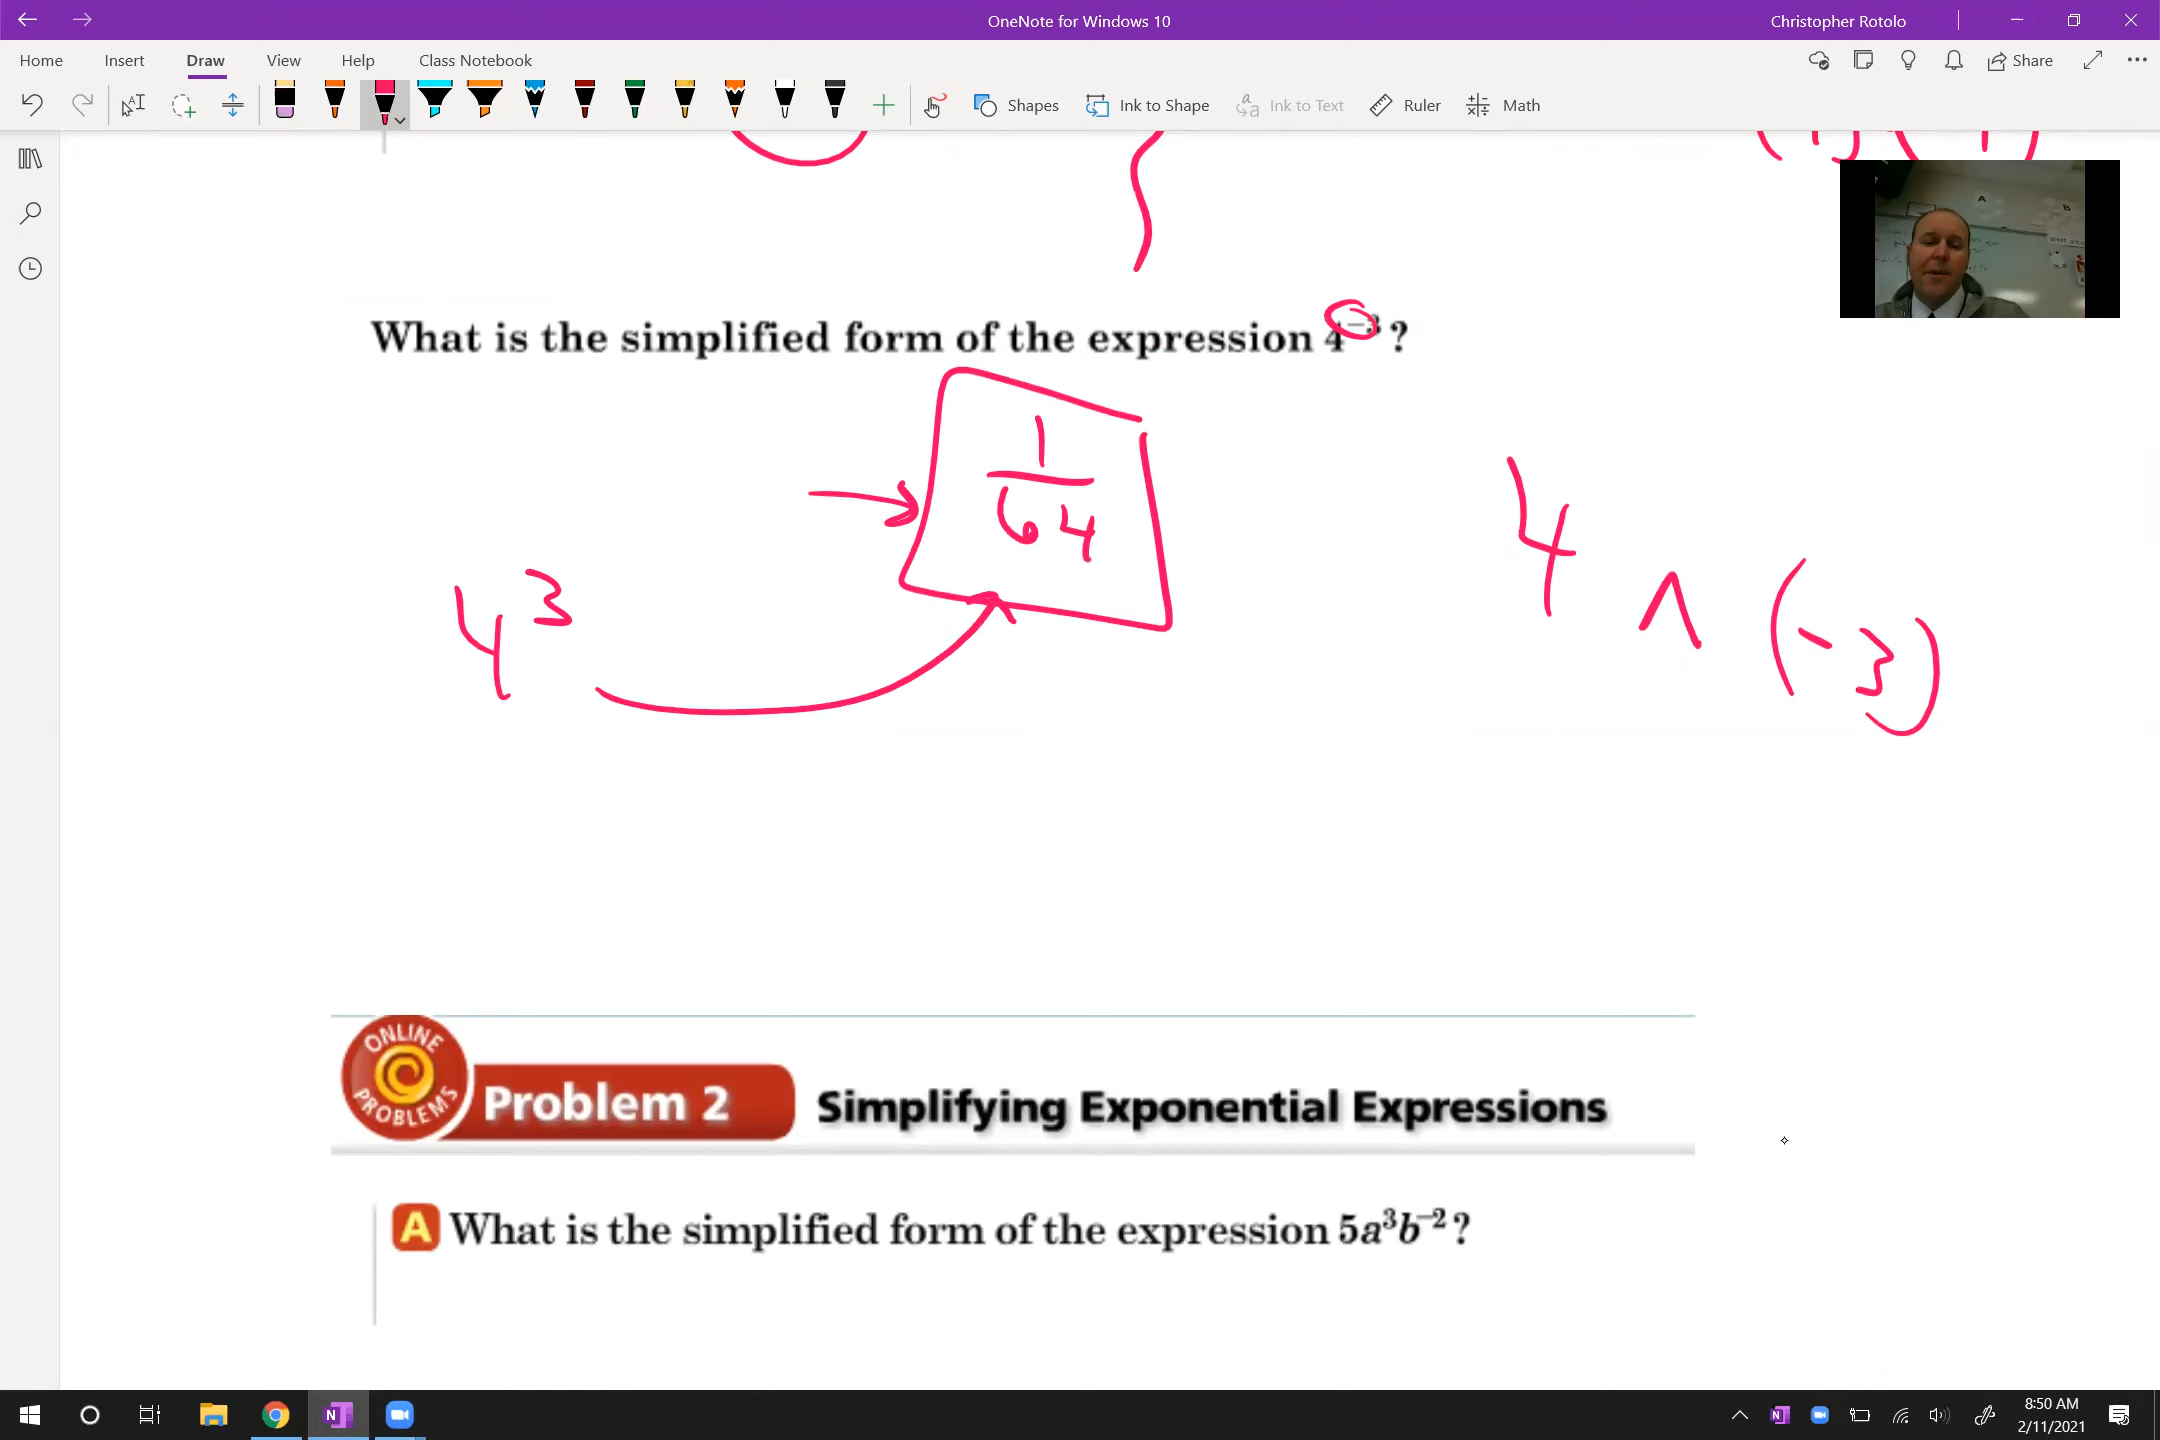 OneNote for Windows 10
Christopher Rotolo
Home Insert Draw View Help Class Notebook
Share
Shapes Ink to Shape Ink to Text Ruler Math
A
B
What is the simplified form of the expression 4⁻³?
1
64
4³
4 ^ (-3)
ONLINE PROBLEMS
Problem 2 Simplifying Exponential Expressions
A What is the simplified form of the expression 5a³b⁻²?
8:50 AM
2/11/2021